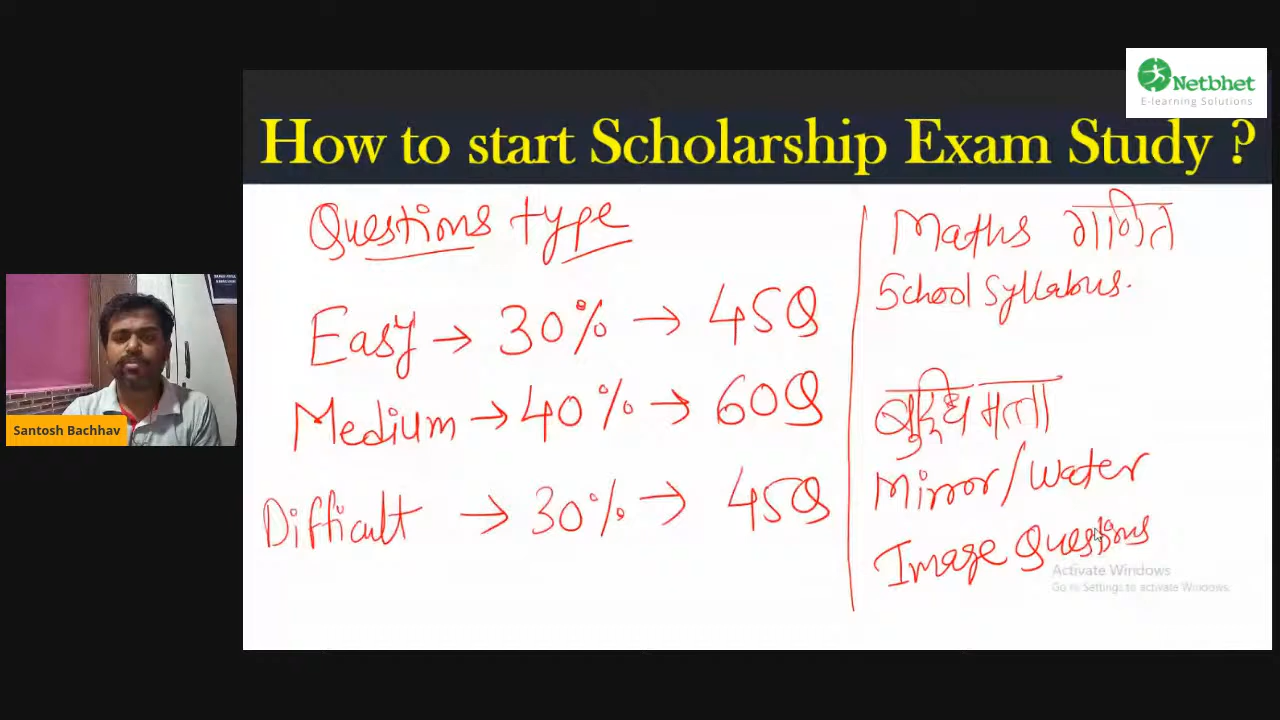 Netbhet
E-learning Solutions
How to start Scholarship Exam Study ?
Questions type
Easy → 30% → 45Q
Medium → 40% → 60Q
Difficult → 30% → 45Q
Maths गणित
School Syllabus.
बुद्धिमत्ता
Mirror/Water
Image Questions
Activate Windows
Go to Settings to activate Windows.
Santosh Bachhav